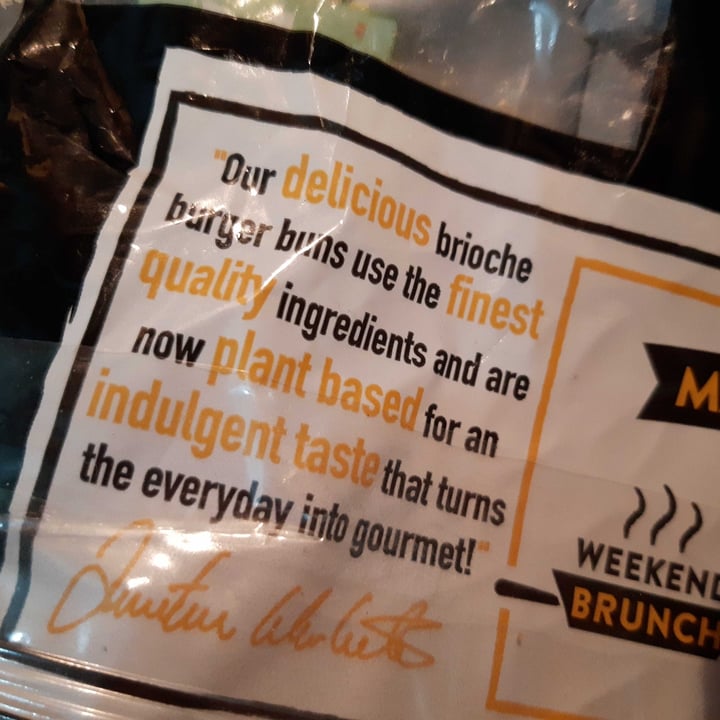 "Our delicious brioche
burger buns use the finest
quality ingredients and are
now plant based for an
indulgent taste that turns
the everyday into gourmet!"
WEEKEND
BRUNCH